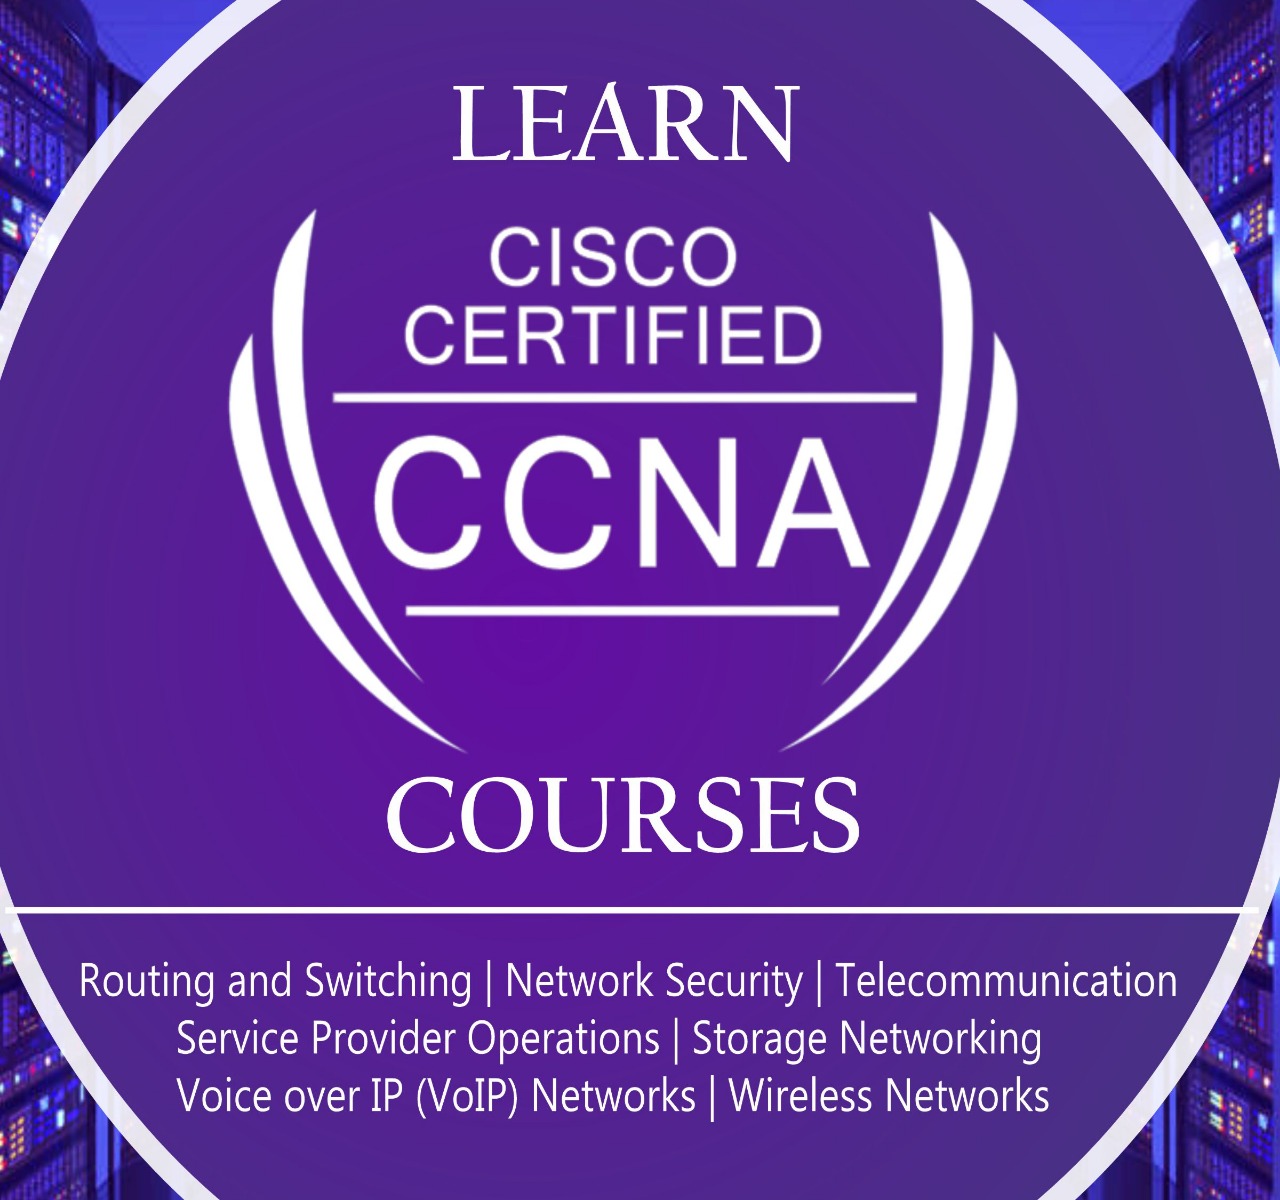 LEARN
CISCO
CERTIFIED
CCNA
COURSES
Routing and Switching | Network Security | Telecommunication
Service Provider Operations | Storage Networking
Voice over IP (VoIP) Networks | Wireless Networks